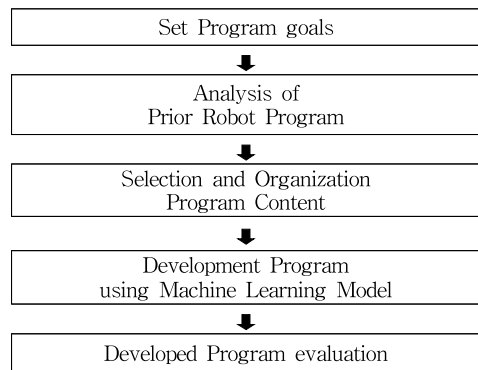 Set Program goals
Analysis of
Prior Robot Program
Selection and Organization
Program Content
Development Program
using Machine Learning Model
Developed Program evaluation